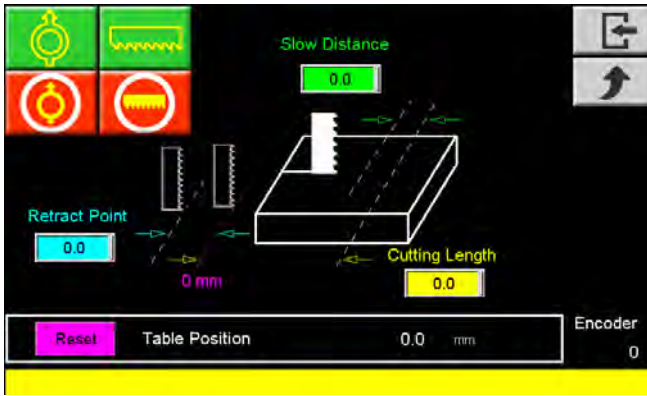 Slow Distance
0.0
Retract Point
0.0
0 mm
Cutting Length
0.0
Reset Table Position 0.0 mm
Encoder
0